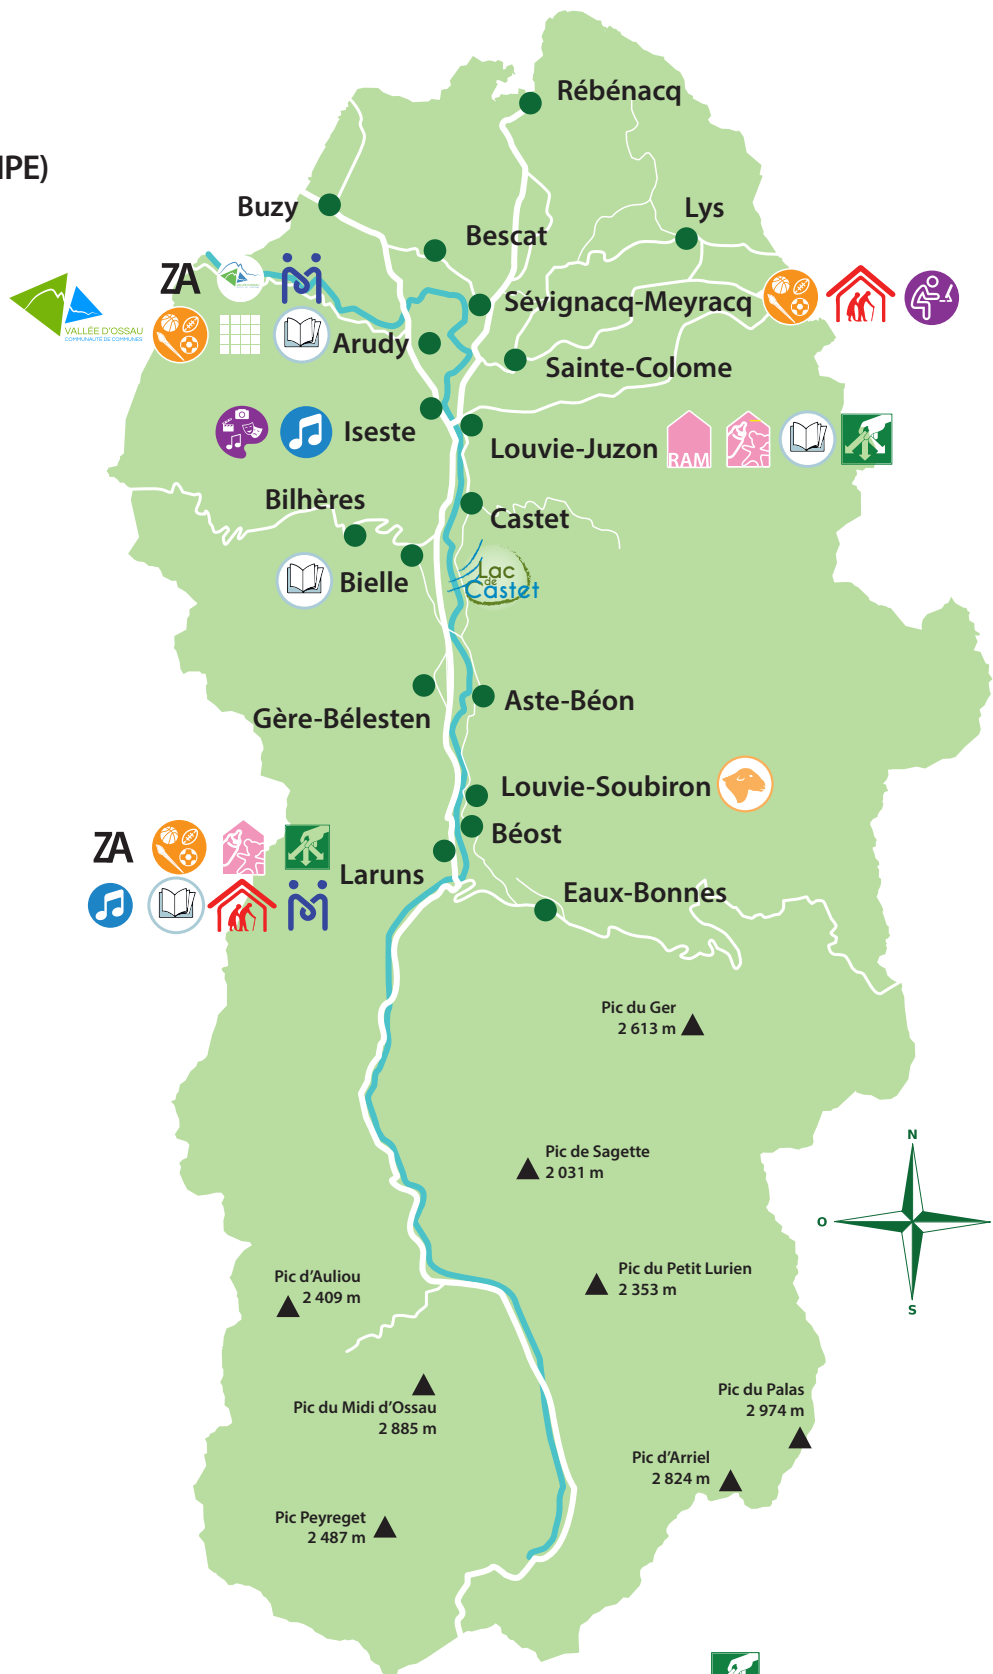 Rébénacq
IPE)
Buzy
Lys
Bescat
ZA
Sévignacq-Meyracq
VALLÉE D'OSSAU
COMMUNAUTÉ DE COMMUNES
Arudy
Sainte-Colome
Iseste
Louvie-Juzon
RAM
Bilhères
Castet
Lac
de
Castet
Bielle
Gère-Bélesten
Aste-Béon
Louvie-Soubiron
Béost
ZA
Laruns
Eaux-Bonnes
Pic du Ger
2 613 m
N
O
S
Pic de Sagette
2 031 m
Pic du Petit Lurien
2 353 m
Pic d'Auliou
2 409 m
Pic du Midi d'Ossau
2 885 m
Pic du Palas
2 974 m
Pic d'Arriel
2 824 m
Pic Peyreget
2 487 m